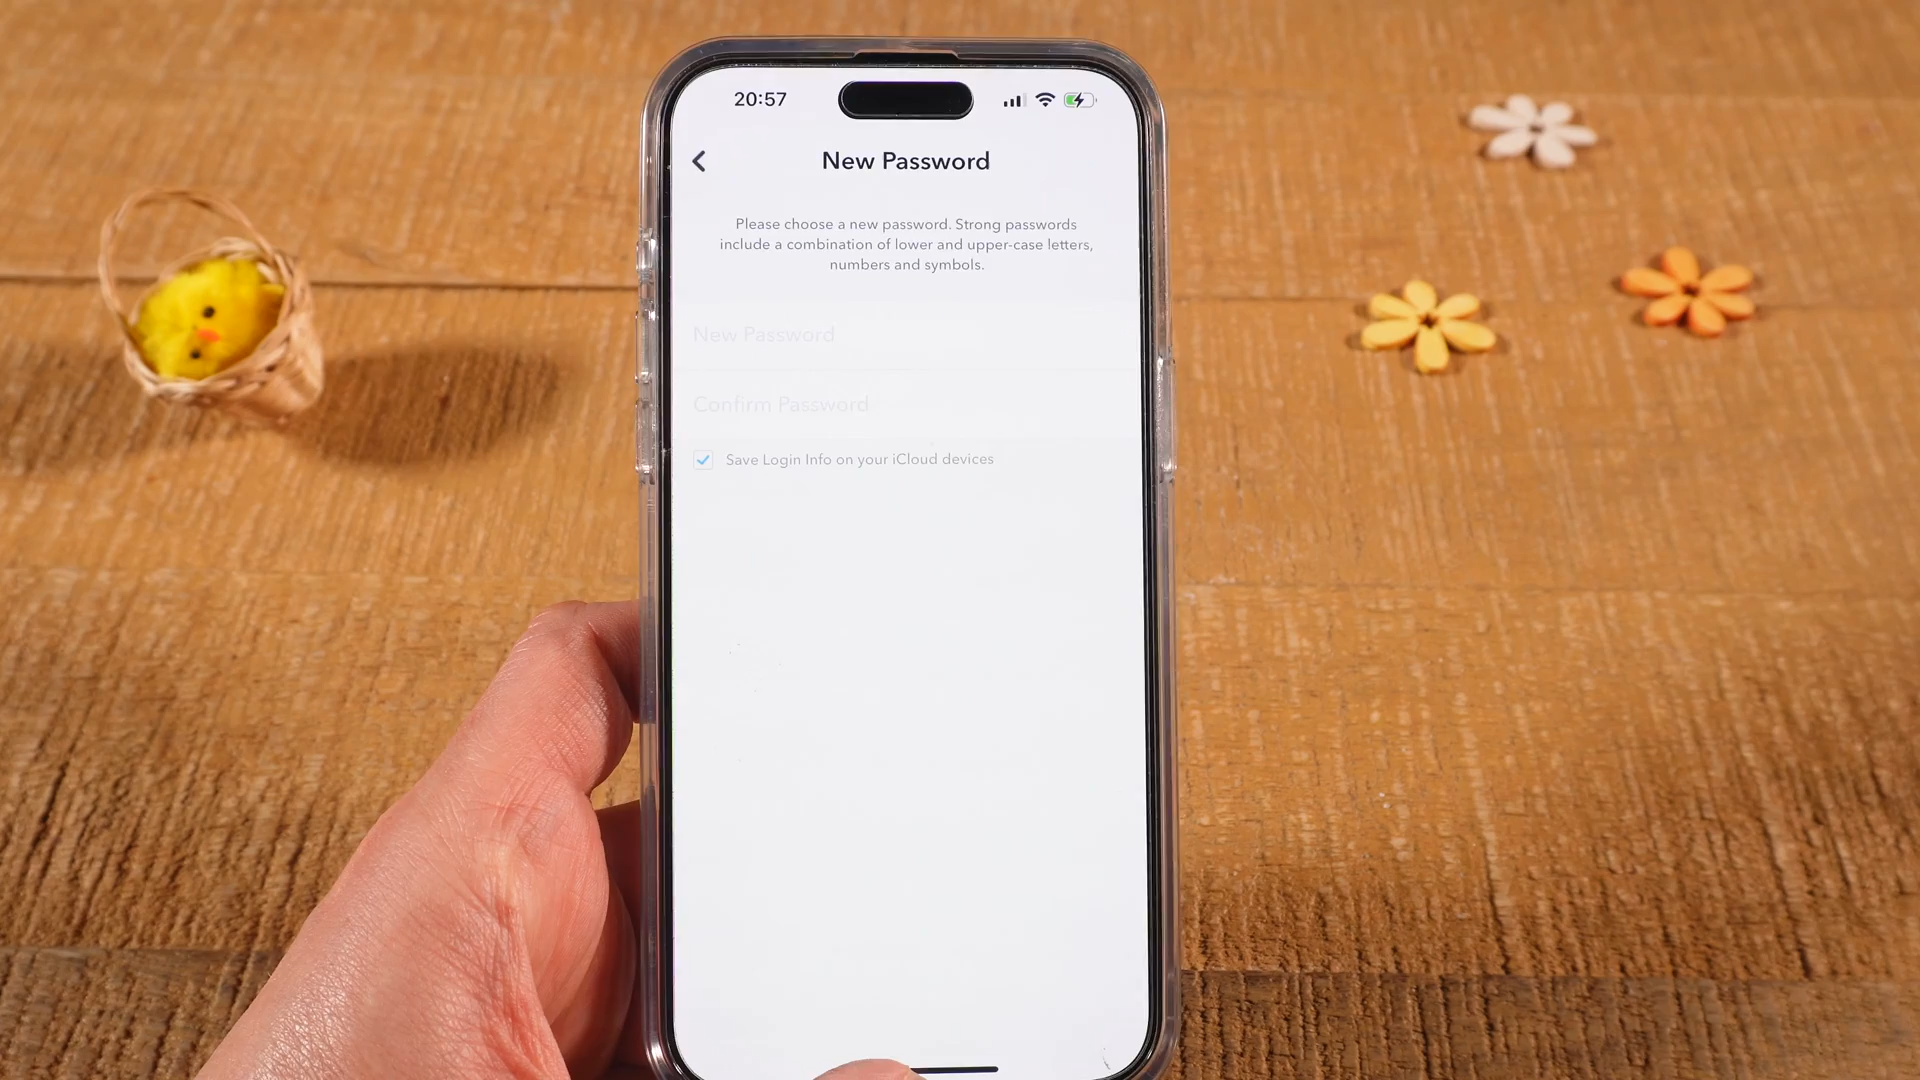 20:57
New Password
Please choose a new password. Strong passwords
include a combination of lower and upper-case letters,
numbers and symbols.
New Password
Confirm Password
Save Login Info on your iCloud devices